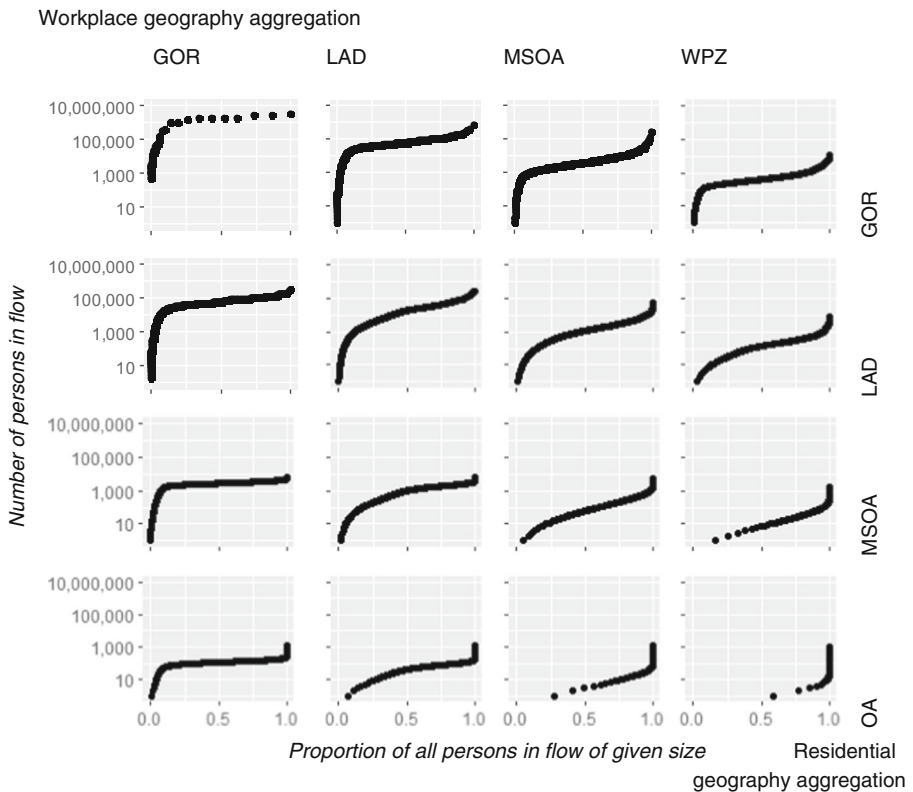 Workplace geography aggregation
GOR LAD MSOA WPZ
10,000,000
100,000
1,000
10
GOR
10,000,000
100,000
1,000
10
LAD
10,000,000
100,000
1,000
10
MSOA
10,000,000
100,000
1,000
10
OA
Number of persons in flow
0.0 0.5 1.0 0.0 0.5 1.0 0.0 0.5 1.0 0.0 0.5 1.0
Proportion of all persons in flow of given size
Residential
geography aggregation